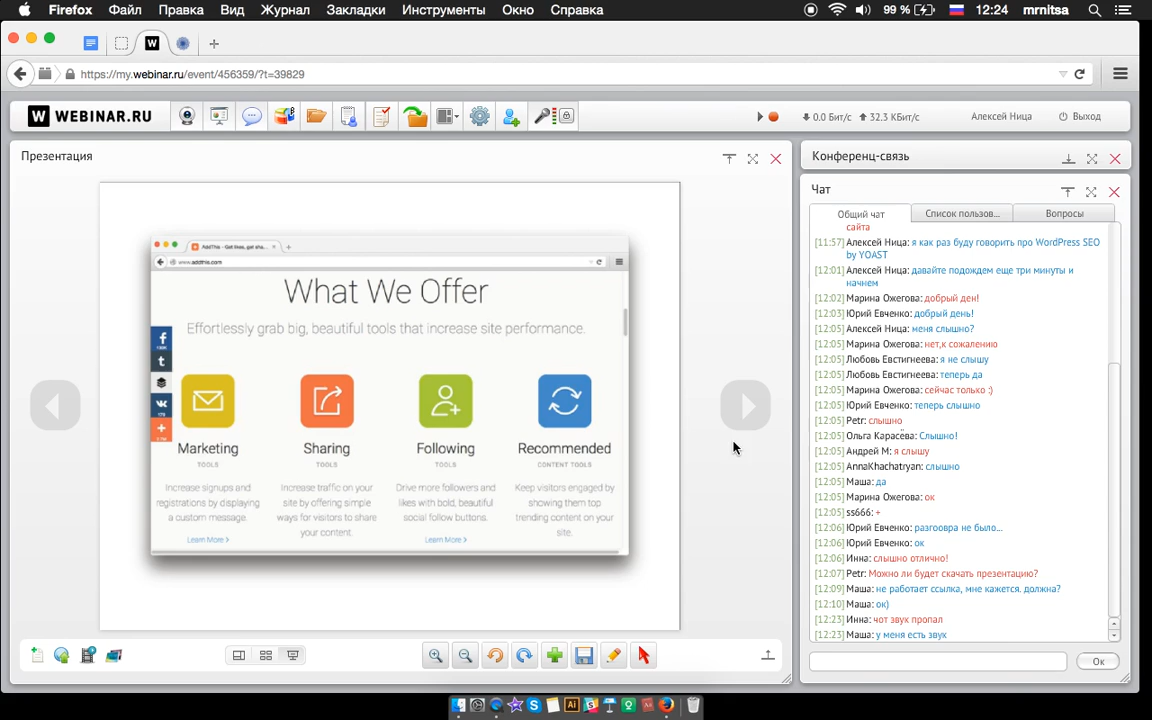 Firefox Файл Правка Вид Журнал Закладки Инструменты Окно Справка 99 % 12:24 mrnitsa
W
https://my.webinar.ru/event/456359/?t=39829
W WEBINAR.RU 0.0 Бит/с 32.3 КБит/с Алексей Ница Выход
Презентация
AddThis - Get likes, get sha...
www.addthis.com
What We Offer
Effortlessly grab big, beautiful tools that increase site performance.
Marketing
TOOLS
Increase signups and
registrations by displaying
a custom message.
Learn More >
Sharing
TOOLS
Increase traffic on your
site by offering simple
ways for visitors to share
your content.
Following
TOOLS
Drive more followers and
likes with bold, beautiful
social follow buttons.
Learn More >
Recommended
CONTENT TOOLS
Keep visitors engaged by
showing them top
trending content on your
site.
Конференц-связь
Чат
Общий чат Список пользов... Вопросы
сайта
[11:57] Алексей Ница: я как раз буду говорить про WordPress SEO
by YOAST
[12:01] Алексей Ница: давайте подождем еще три минуты и
начнем
[12:02] Марина Ожегова: добрый ден!
[12:03] Юрий Евченко: добрый день!
[12:05] Алексей Ница: меня слышно?
[12:05] Марина Ожегова: нет,к сожалению
[12:05] Любовь Евстигнеева: я не слышу
[12:05] Любовь Евстигнеева: теперь да
[12:05] Марина Ожегова: сейчас только :)
[12:05] Юрий Евченко: теперь слышно
[12:05] Petr: слышно
[12:05] Ольга Карасёва: Слышно!
[12:05] Андрей М: я слышу
[12:05] AnnaKhachatryan: слышно
[12:05] Маша: да
[12:05] Марина Ожегова: ок
[12:05] ss666: +
[12:06] Юрий Евченко: разгоовра не было...
[12:06] Юрий Евченко: ок
[12:06] Инна: слышно отлично!
[12:07] Petr: Можно ли будет скачать презентацию?
[12:09] Маша: не работает ссылка, мне кажется. должна?
[12:10] Маша: ок)
[12:23] Инна: чот звук пропал
[12:23] Маша: у меня есть звук
Ок